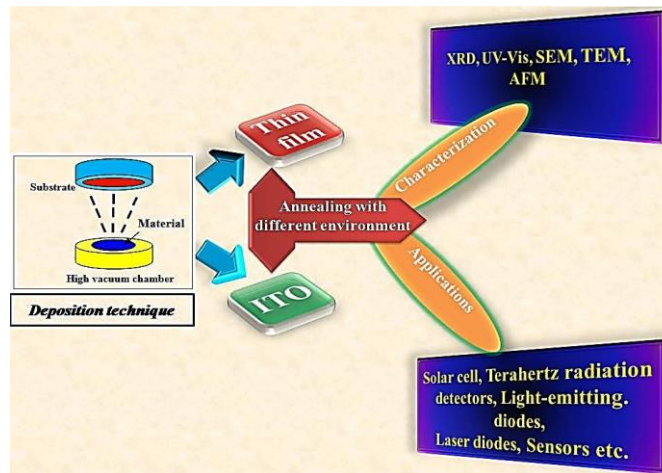 XRD, UV-Vis, SEM, TEM,
AFM
Thin
film
Characterization
Substrate
Material
High vacuum chamber
Deposition technique
Annealing with
different environment
ITO
Applications
Solar cell, Terahertz radiation
detectors, Light-emitting.
diodes,
Laser diodes, Sensors etc.